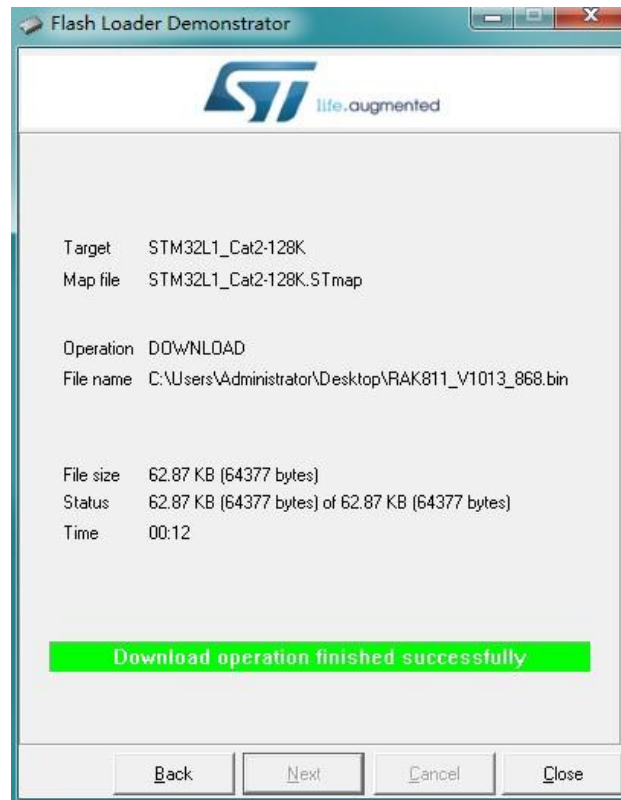 Flash Loader Demonstrator
ST life.augmented
Target STM32L1_Cat2-128K
Map file STM32L1_Cat2-128K.STmap
Operation DOWNLOAD
File name C:\Users\Administrator\Desktop\RAK811_V1013_868.bin
File size 62.87 KB (64377 bytes)
Status 62.87 KB (64377 bytes) of 62.87 KB (64377 bytes)
Time 00:12
Download operation finished successfully
Back Next Cancel Close